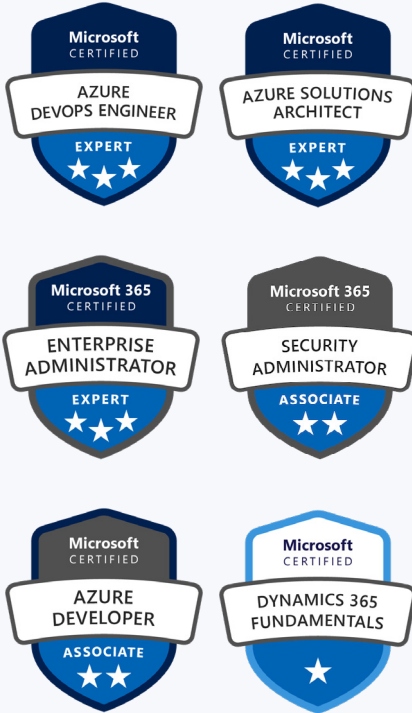 Microsoft
CERTIFIED
AZURE
DEVOPS ENGINEER
EXPERT
Microsoft
CERTIFIED
AZURE SOLUTIONS
ARCHITECT
EXPERT
Microsoft 365
CERTIFIED
ENTERPRISE
ADMINISTRATOR
EXPERT
Microsoft 365
CERTIFIED
SECURITY
ADMINISTRATOR
ASSOCIATE
Microsoft
CERTIFIED
AZURE
DEVELOPER
ASSOCIATE
Microsoft
CERTIFIED
DYNAMICS 365
FUNDAMENTALS